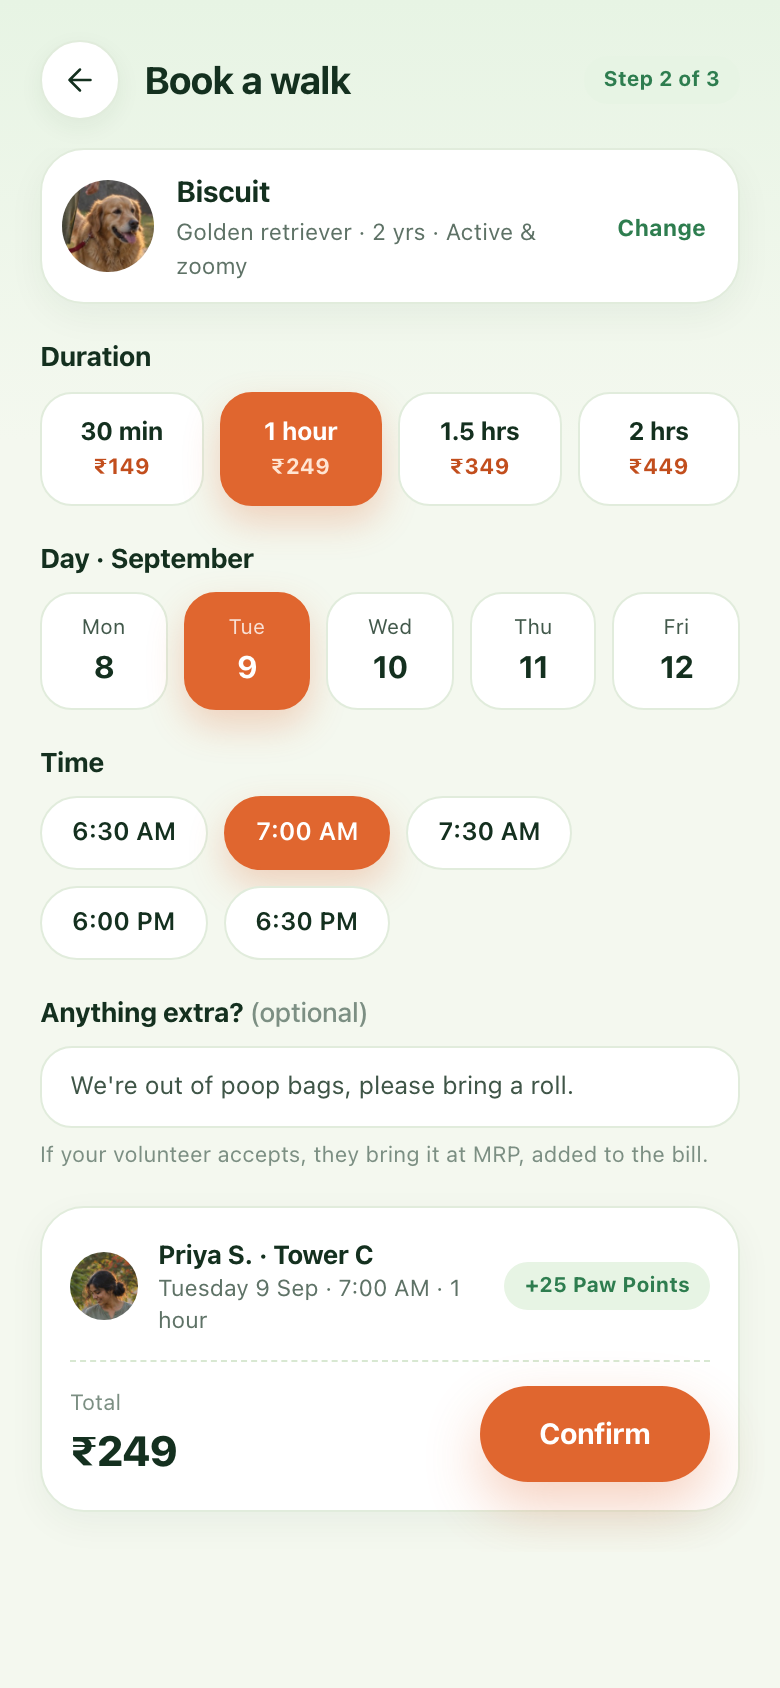 Book a walk
Step 2 of 3
Biscuit
Golden retriever · 2 yrs · Active &
zoomy
Change
Duration
30 min
₹149
1 hour
₹249
1.5 hrs
₹349
2 hrs
₹449
Day · September
Mon
8
Tue
9
Wed
10
Thu
11
Fri
12
Time
6:30 AM
7:00 AM
7:30 AM
6:00 PM
6:30 PM
Anything extra? (optional)
We're out of poop bags, please bring a roll.
If your volunteer accepts, they bring it at MRP, added to the bill.
Priya S. · Tower C
Tuesday 9 Sep · 7:00 AM · 1
hour
+25 Paw Points
Total
₹249
Confirm